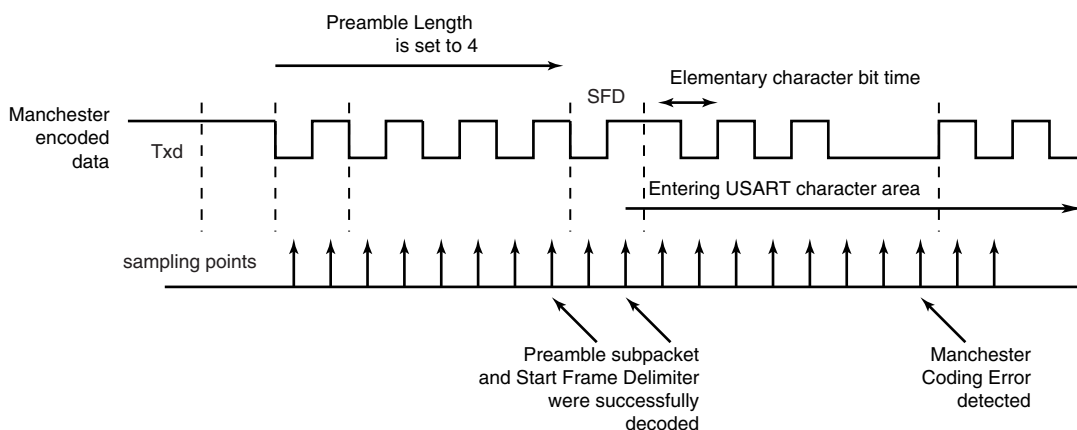 Preamble Length
is set to 4
Elementary character bit time
SFD
Manchester
encoded
data
Txd
Entering USART character area
sampling points
Preamble subpacket
and Start Frame Delimiter
were successfully
decoded
Manchester
Coding Error
detected